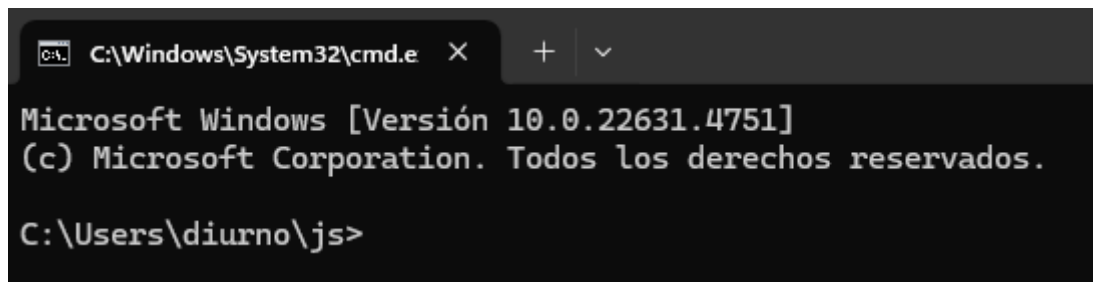 C:\Windows\System32\cmd.e
Microsoft Windows [Versión 10.0.22631.4751]
(c) Microsoft Corporation. Todos los derechos reservados.
C:\Users\diurno\js>